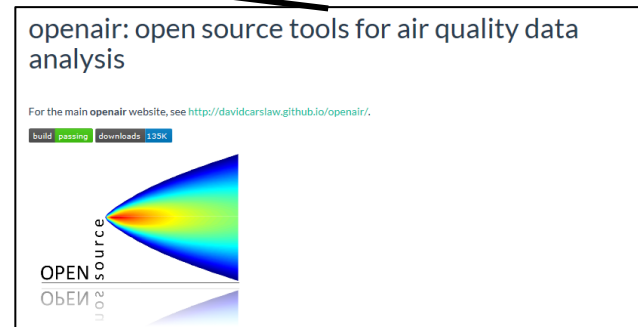 openair: open source tools for air quality data
analysis
For the main openair website, see http://davidcarslaw.github.io/openair/.
build passing downloads 135K
source
OPEN